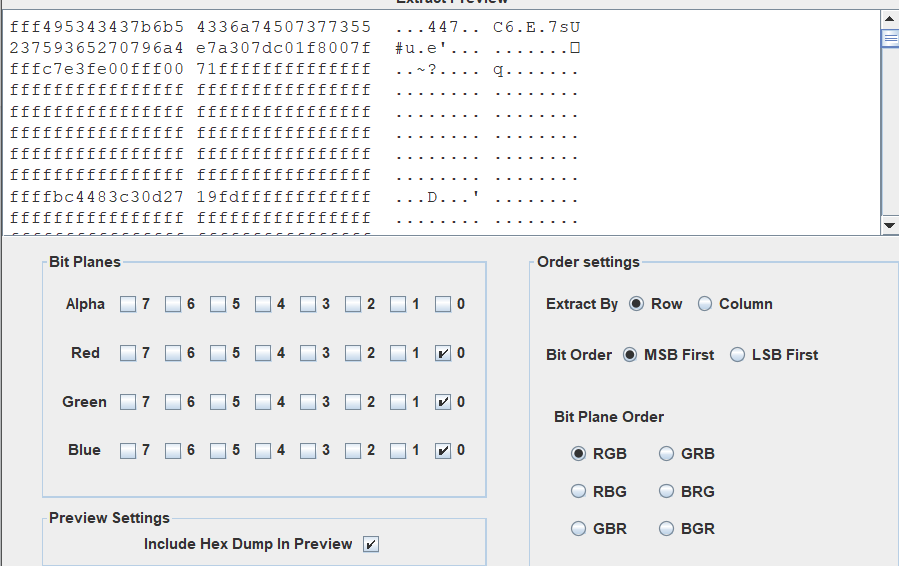 Extract Preview
fff495343437b6b5 4336a74507377355 ...447.. C6.E.7sU
23759365270796a4 e7a307dc01f8007f #u.e'... .......□
fffc7e3fe00fff00 71ffffffffffffff ..~?.... q.......
ffffffffffffffff ffffffffffffffff ........ ........
ffffffffffffffff ffffffffffffffff ........ ........
ffffffffffffffff ffffffffffffffff ........ ........
ffffffffffffffff ffffffffffffffff ........ ........
ffffffffffffffff ffffffffffffffff ........ ........
ffffbc4483c30d27 19fdffffffffffff ...D...' ........
ffffffffffffffff ffffffffffffffff ........ ........
Bit Planes
Alpha 7 6 5 4 3 2 1 0
Red 7 6 5 4 3 2 1 0
Green 7 6 5 4 3 2 1 0
Blue 7 6 5 4 3 2 1 0
Preview Settings
Include Hex Dump In Preview
Order settings
Extract By Row Column
Bit Order MSB First LSB First
Bit Plane Order
RGB GRB
RBG BRG
GBR BGR